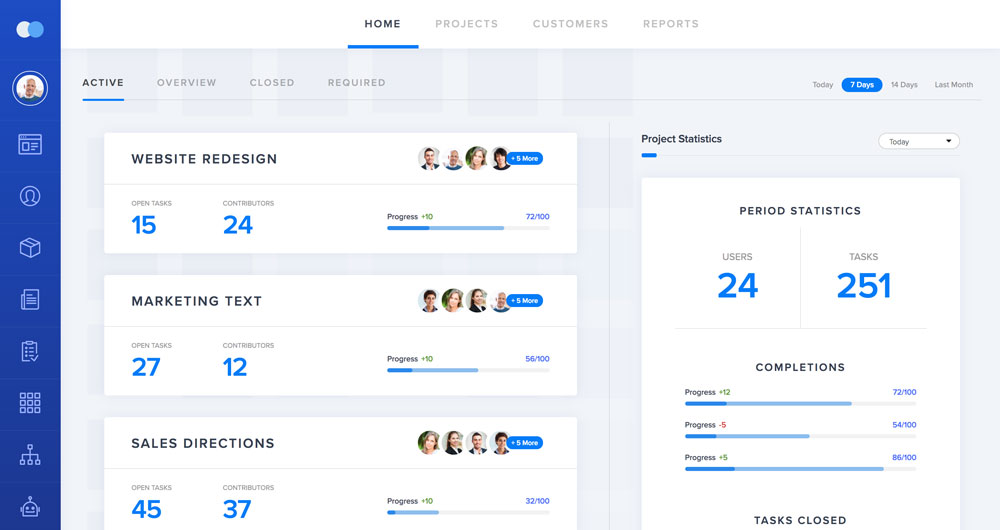 HOME PROJECTS CUSTOMERS REPORTS
ACTIVE OVERVIEW CLOSED REQUIRED
Today 7 Days 14 Days Last Month
WEBSITE REDESIGN
+ 5 More
OPEN TASKS CONTRIBUTORS
15 24
Progress +10 72/100
MARKETING TEXT
+ 5 More
OPEN TASKS CONTRIBUTORS
27 12
Progress +10 56/100
SALES DIRECTIONS
+ 5 More
OPEN TASKS CONTRIBUTORS
45 37
Progress +10 32/100
Project Statistics
Today
PERIOD STATISTICS
USERS TASKS
24 251
COMPLETIONS
Progress +12 72/100
Progress -5 54/100
Progress +5 86/100
TASKS CLOSED